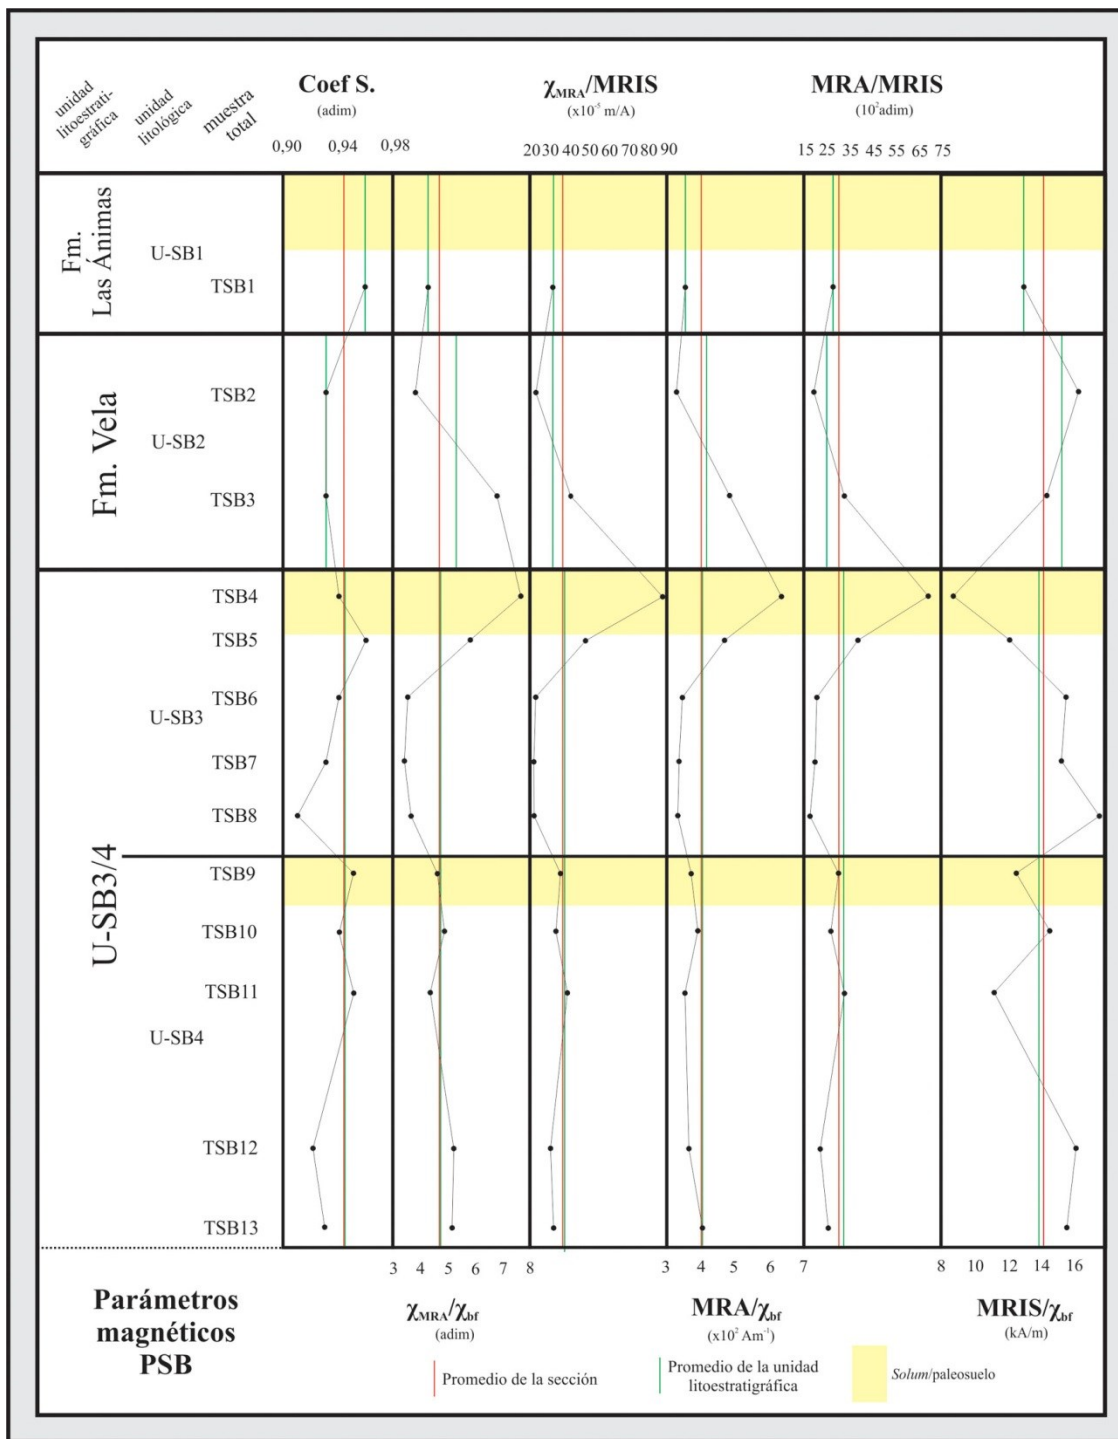 unidad
litoestrati-
gráfica
unidad
litológica
muestra
total
Coef S.
(adim)
0,90 0,94 0,98
χMRA/MRIS
(x10⁻⁵ m/A)
20 30 40 50 60 70 80 90
MRA/MRIS
(10²adim)
15 25 35 45 55 65 75
Fm.
Las Ánimas
U-SB1
TSB1
Fm. Vela
TSB2
U-SB2
TSB3
U-SB3/4
TSB4
TSB5
TSB6
U-SB3
TSB7
TSB8
TSB9
TSB10
TSB11
U-SB4
TSB12
TSB13
3 4 5 6 7 8
χMRA/χbf
(adim)
3 4 5 6 7
MRA/χbf
(x10² Am⁻¹)
8 10 12 14 16
MRIS/χbf
(kA/m)
Parámetros
magnéticos
PSB
Promedio de la sección
Promedio de la unidad
litoestratigráfica
Solum/paleosuelo